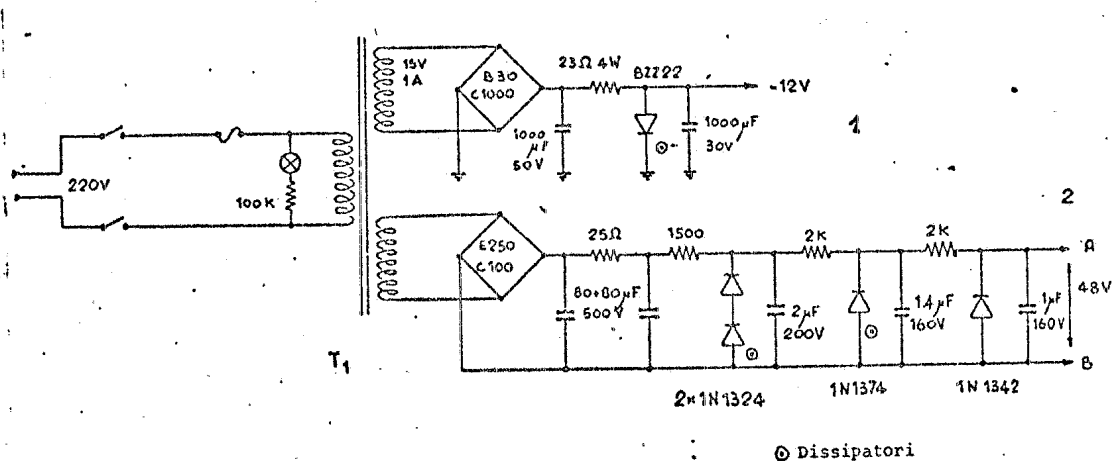 220V
100K
T1
15V
1A
B30
C1000
1000
µF
50V
23Ω 4W
BZZ22
-12V
1000µF
30V
1
2
E250
C100
80+80µF
500V
25Ω
1500
2K
2K
2µF
200V
1.4µF
160V
1µF
160V
A
48V
B
2x1N1324
1N1374
1N1342
Dissipatori